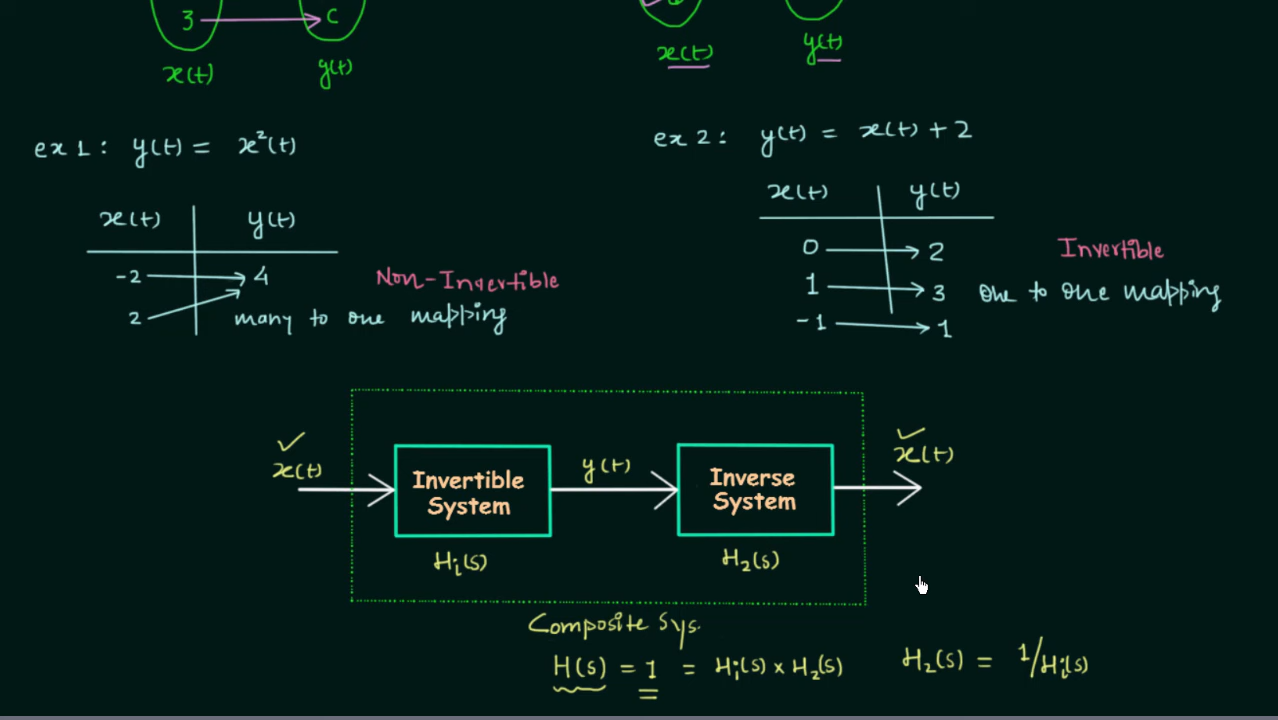 3 → c
x(t) y(t)
x(t) y(t)
ex 1 : y(t) = x²(t)
x(t) y(t)
-2 → 4
2
Non-Invertible
many to one mapping
ex 2 : y(t) = x(t) + 2
x(t) y(t)
0 → 2
1 → 3
-1 → 1
Invertible
one to one mapping
✓ ✓
x(t) y(t) x(t)
Invertible
System
Inverse
System
H₁(s) H₂(s)
Composite Sys.
H(s) = 1 = H₁(s) × H₂(s) H₂(s) = 1/H₁(s)